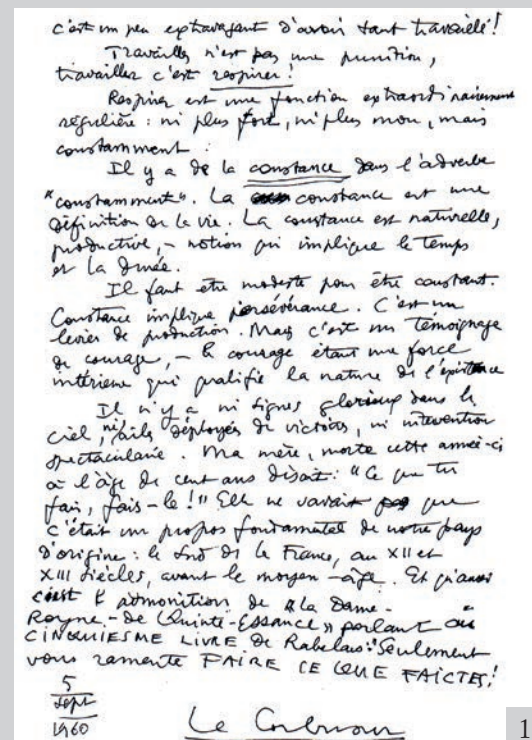 c'est un peu extravagant d'avoir tant travaillé!
Travailler n'est pas une punition,
travailler c'est respirer!
Respirer est une fonction extraordinairement
régulière: ni plus fort, ni plus mou, mais
constamment.
Il y a de la constance dans l'adverbe
"constamment". La constance est une
définition de la vie. La constance est naturelle,
productive, – notion qui implique le temps
et la durée.
Il faut être modeste pour être constant.
Constance implique persévérance. C'est un
levier de production. Mais c'est un témoignage
de courage, – le courage étant une force
intérieure qui qualifie la nature de l'existence
Il n'y a ni signes glorieux dans le
ciel, ni déployés de victoires, ni intervention
spectaculaire. Ma mère, morte cette année-ci
à l'âge de cent ans disait: "Ce que tu
fais, fais-le!" Elle ne savait pas que
c'était un propos fondamental de notre pays
d'origine: le Sud de la France, au XII et
XIII siècles, avant le moyen-âge. Et qu'aussi
c'est l'admonition de «la Dame-
Royne-de Quinte-Essance» parlant au
CINQUIESME LIVRE de Rabelais: "Seulement
vous ramente FAIRE CE QUE FAICTES!
5
sept
1960
Le Corbusier
1